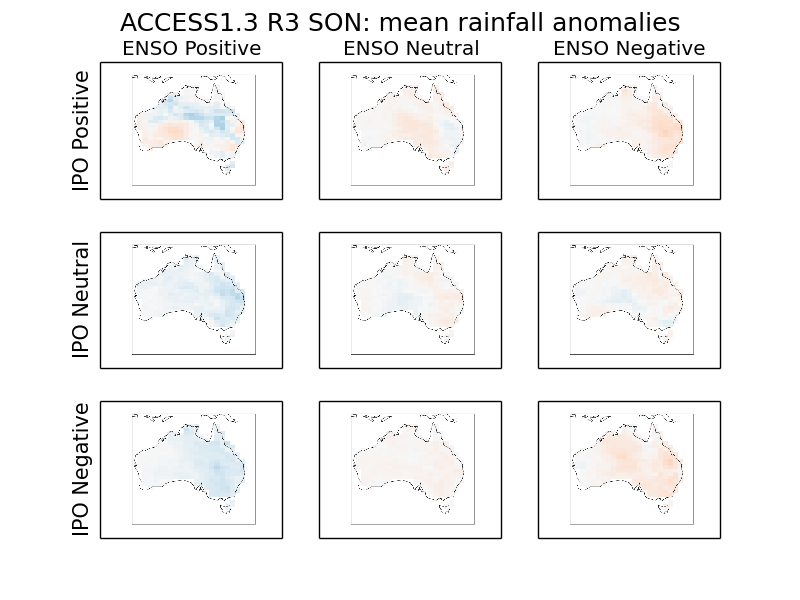 ACCESS1.3 R3 SON: mean rainfall anomalies
ENSO Positive ENSO Neutral ENSO Negative
IPO Positive
IPO Neutral
IPO Negative